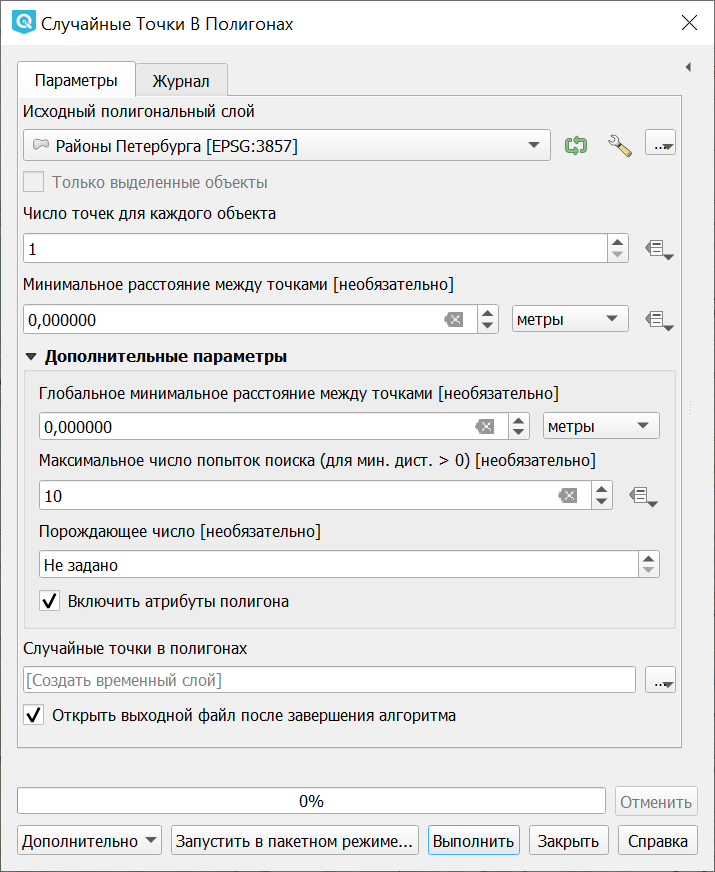 Случайные Точки В Полигонах
Параметры
Журнал
Исходный полигональный слой
Районы Петербурга [EPSG:3857]
...
Только выделенные объекты
Число точек для каждого объекта
1
Минимальное расстояние между точками [необязательно]
0,000000
метры
Дополнительные параметры
Глобальное минимальное расстояние между точками [необязательно]
0,000000
метры
Максимальное число попыток поиска (для мин. дист. > 0) [необязательно]
10
Порождающее число [необязательно]
Не задано
Включить атрибуты полигона
Случайные точки в полигонах
[Создать временный слой]
...
Открыть выходной файл после завершения алгоритма
0%
Отменить
Дополнительно
Запустить в пакетном режиме...
Выполнить
Закрыть
Справка